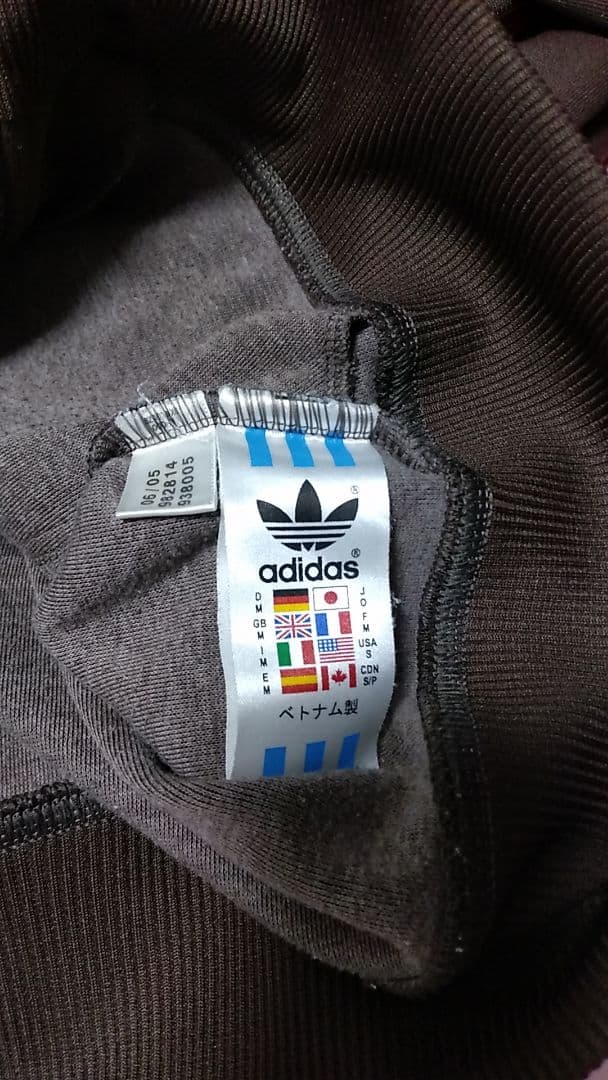 06/05
982814
938005
®
adidas®
D M
J O
GB M
F M
I M
USA S
E M
CDN S/P
ベトナム製